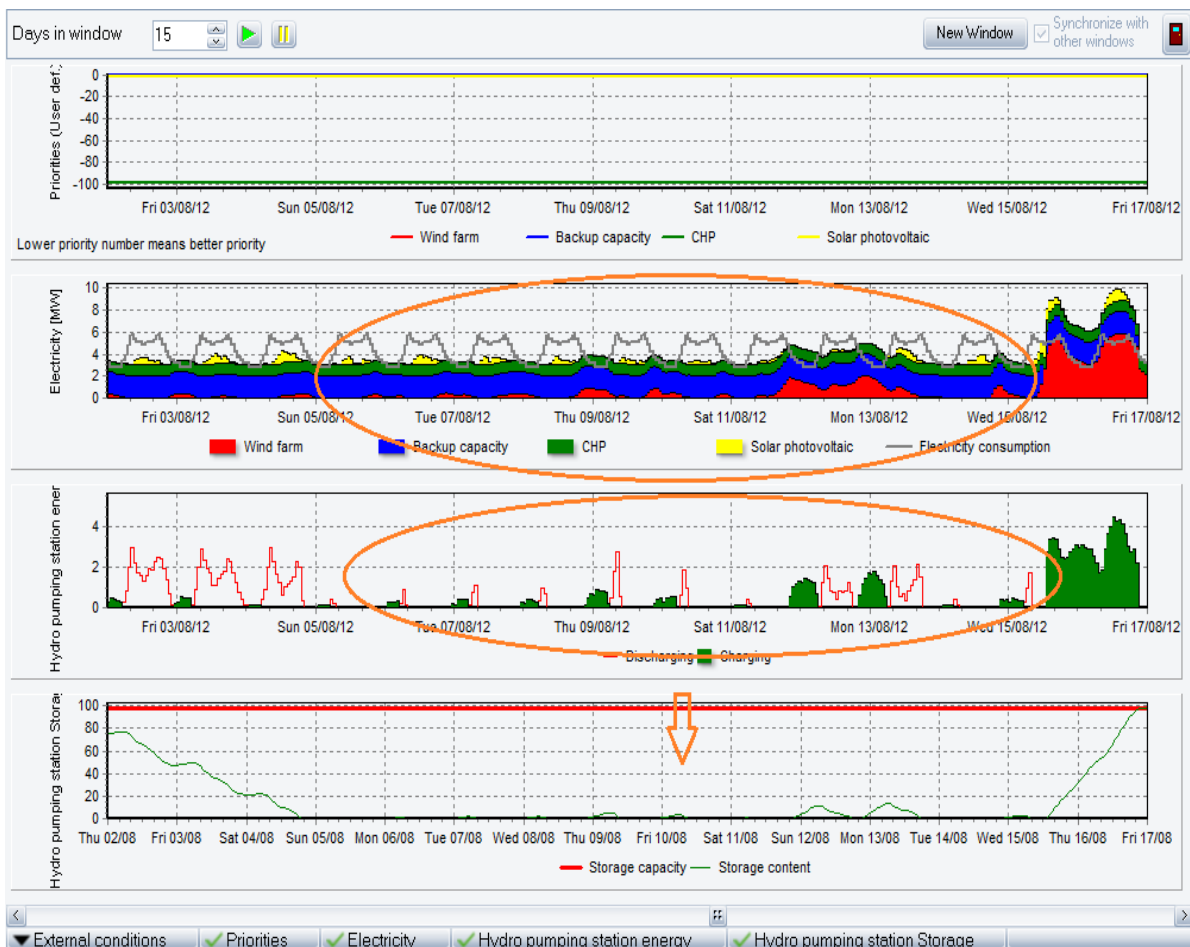 Days in window 15 New Window Synchronize with
other windows
Priorities (User def.)
0
-20
-40
-60
-80
-100
Fri 03/08/12 Sun 05/08/12 Tue 07/08/12 Thu 09/08/12 Sat 11/08/12 Mon 13/08/12 Wed 15/08/12 Fri 17/08/12
Lower priority number means better priority Wind farm Backup capacity CHP Solar photovoltaic
Electricity [MW]
10
8
6
4
2
0
Fri 03/08/12 Sun 05/08/12 Tue 07/08/12 Thu 09/08/12 Sat 11/08/12 Mon 13/08/12 Wed 15/08/12 Fri 17/08/12
Wind farm Backup capacity CHP Solar photovoltaic Electricity consumption
Hydro pumping station ener
4
2
0
Fri 03/08/12 Sun 05/08/12 Tue 07/08/12 Thu 09/08/12 Sat 11/08/12 Mon 13/08/12 Wed 15/08/12 Fri 17/08/12
Discharging Charging
Hydro pumping station Storag
100
80
60
40
20
0
Thu 02/08 Fri 03/08 Sat 04/08 Sun 05/08 Mon 06/08 Tue 07/08 Wed 08/08 Thu 09/08 Fri 10/08 Sat 11/08 Sun 12/08 Mon 13/08 Tue 14/08 Wed 15/08 Thu 16/08 Fri 17/08
Storage capacity Storage content
External conditions Priorities Electricity Hydro pumping station energy Hydro pumping station Storage